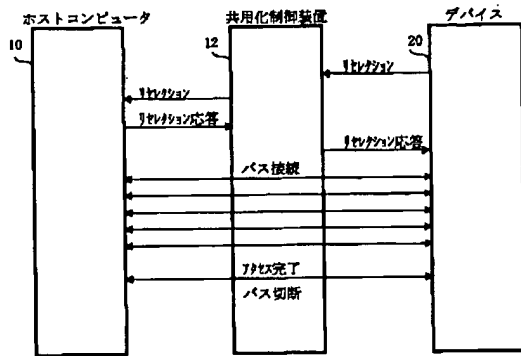 ホストコンピュータ
共用化制御装置
デバイス
10
12
20
リセレクション
リセレクション
リセレクション応答
リセレクション応答
バス接続
アクセス完了
バス切断